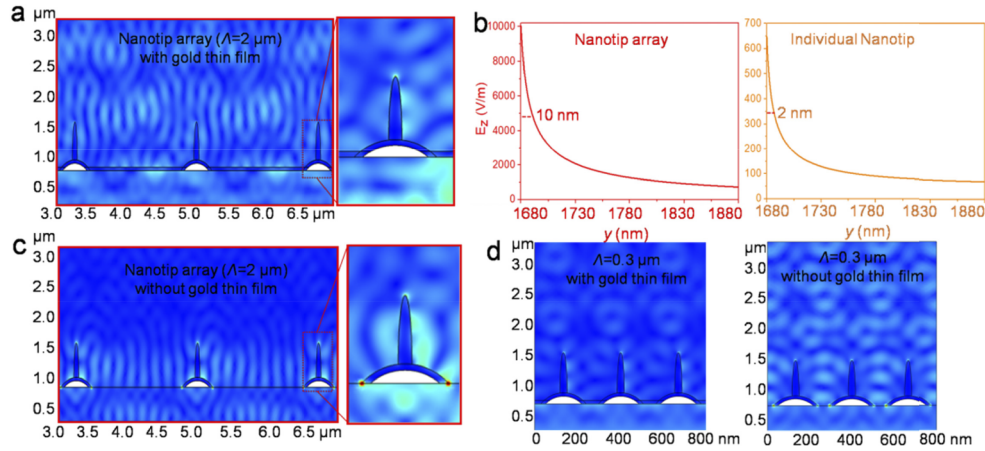 a
μm
3.0
2.5
2.0
1.5
1.0
0.5
Nanotip array (Λ=2 μm)
with gold thin film
3.0 3.5 4.0 4.5 5.0 5.5 6.0 6.5 μm
b
Nanotip array
E_z (V/m)
10000
8000
6000
4000
2000
0
10 nm
1680 1730 1780 1830 1880
y (nm)
Individual Nanotip
700
600
500
400
300
200
100
0
2 nm
1680 1730 1780 1830 1880
y (nm)
c
μm
3.0
2.5
2.0
1.5
1.0
0.5
Nanotip array (Λ=2 μm)
without gold thin film
3.0 3.5 4.0 4.5 5.0 5.5 6.0 6.5 μm
d
μm
3.0
2.5
2.0
1.5
1.0
0.5
Λ=0.3 μm
with gold thin film
0 200 400 600 800 nm
μm
3.0
2.5
2.0
1.5
1.0
0.5
Λ=0.3 μm
without gold thin film
0 200 400 600 800 nm